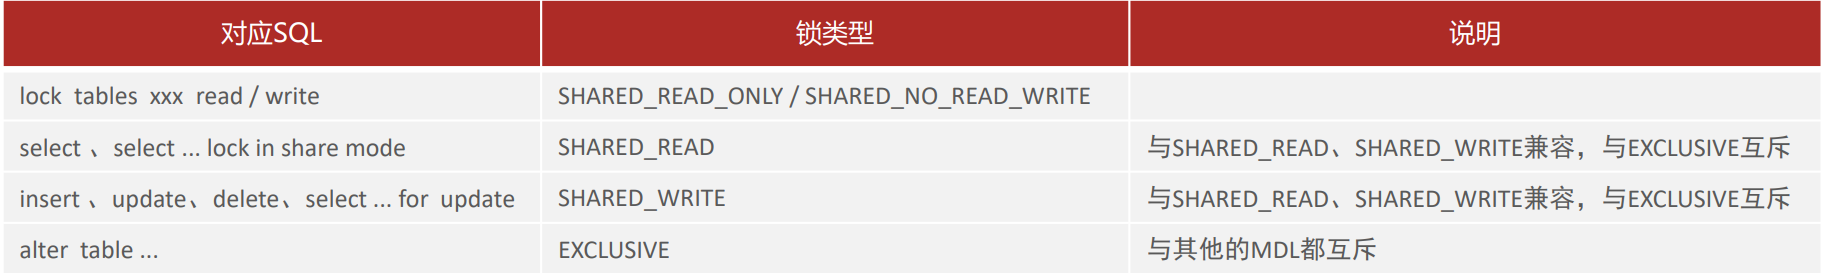 对应SQL 锁类型 说明
lock tables xxx read / write SHARED_READ_ONLY / SHARED_NO_READ_WRITE
select 、select ... lock in share mode SHARED_READ 与SHARED_READ、SHARED_WRITE兼容，与EXCLUSIVE互斥
insert 、update、delete、select ... for update SHARED_WRITE 与SHARED_READ、SHARED_WRITE兼容，与EXCLUSIVE互斥
alter table ... EXCLUSIVE 与其他的MDL都互斥